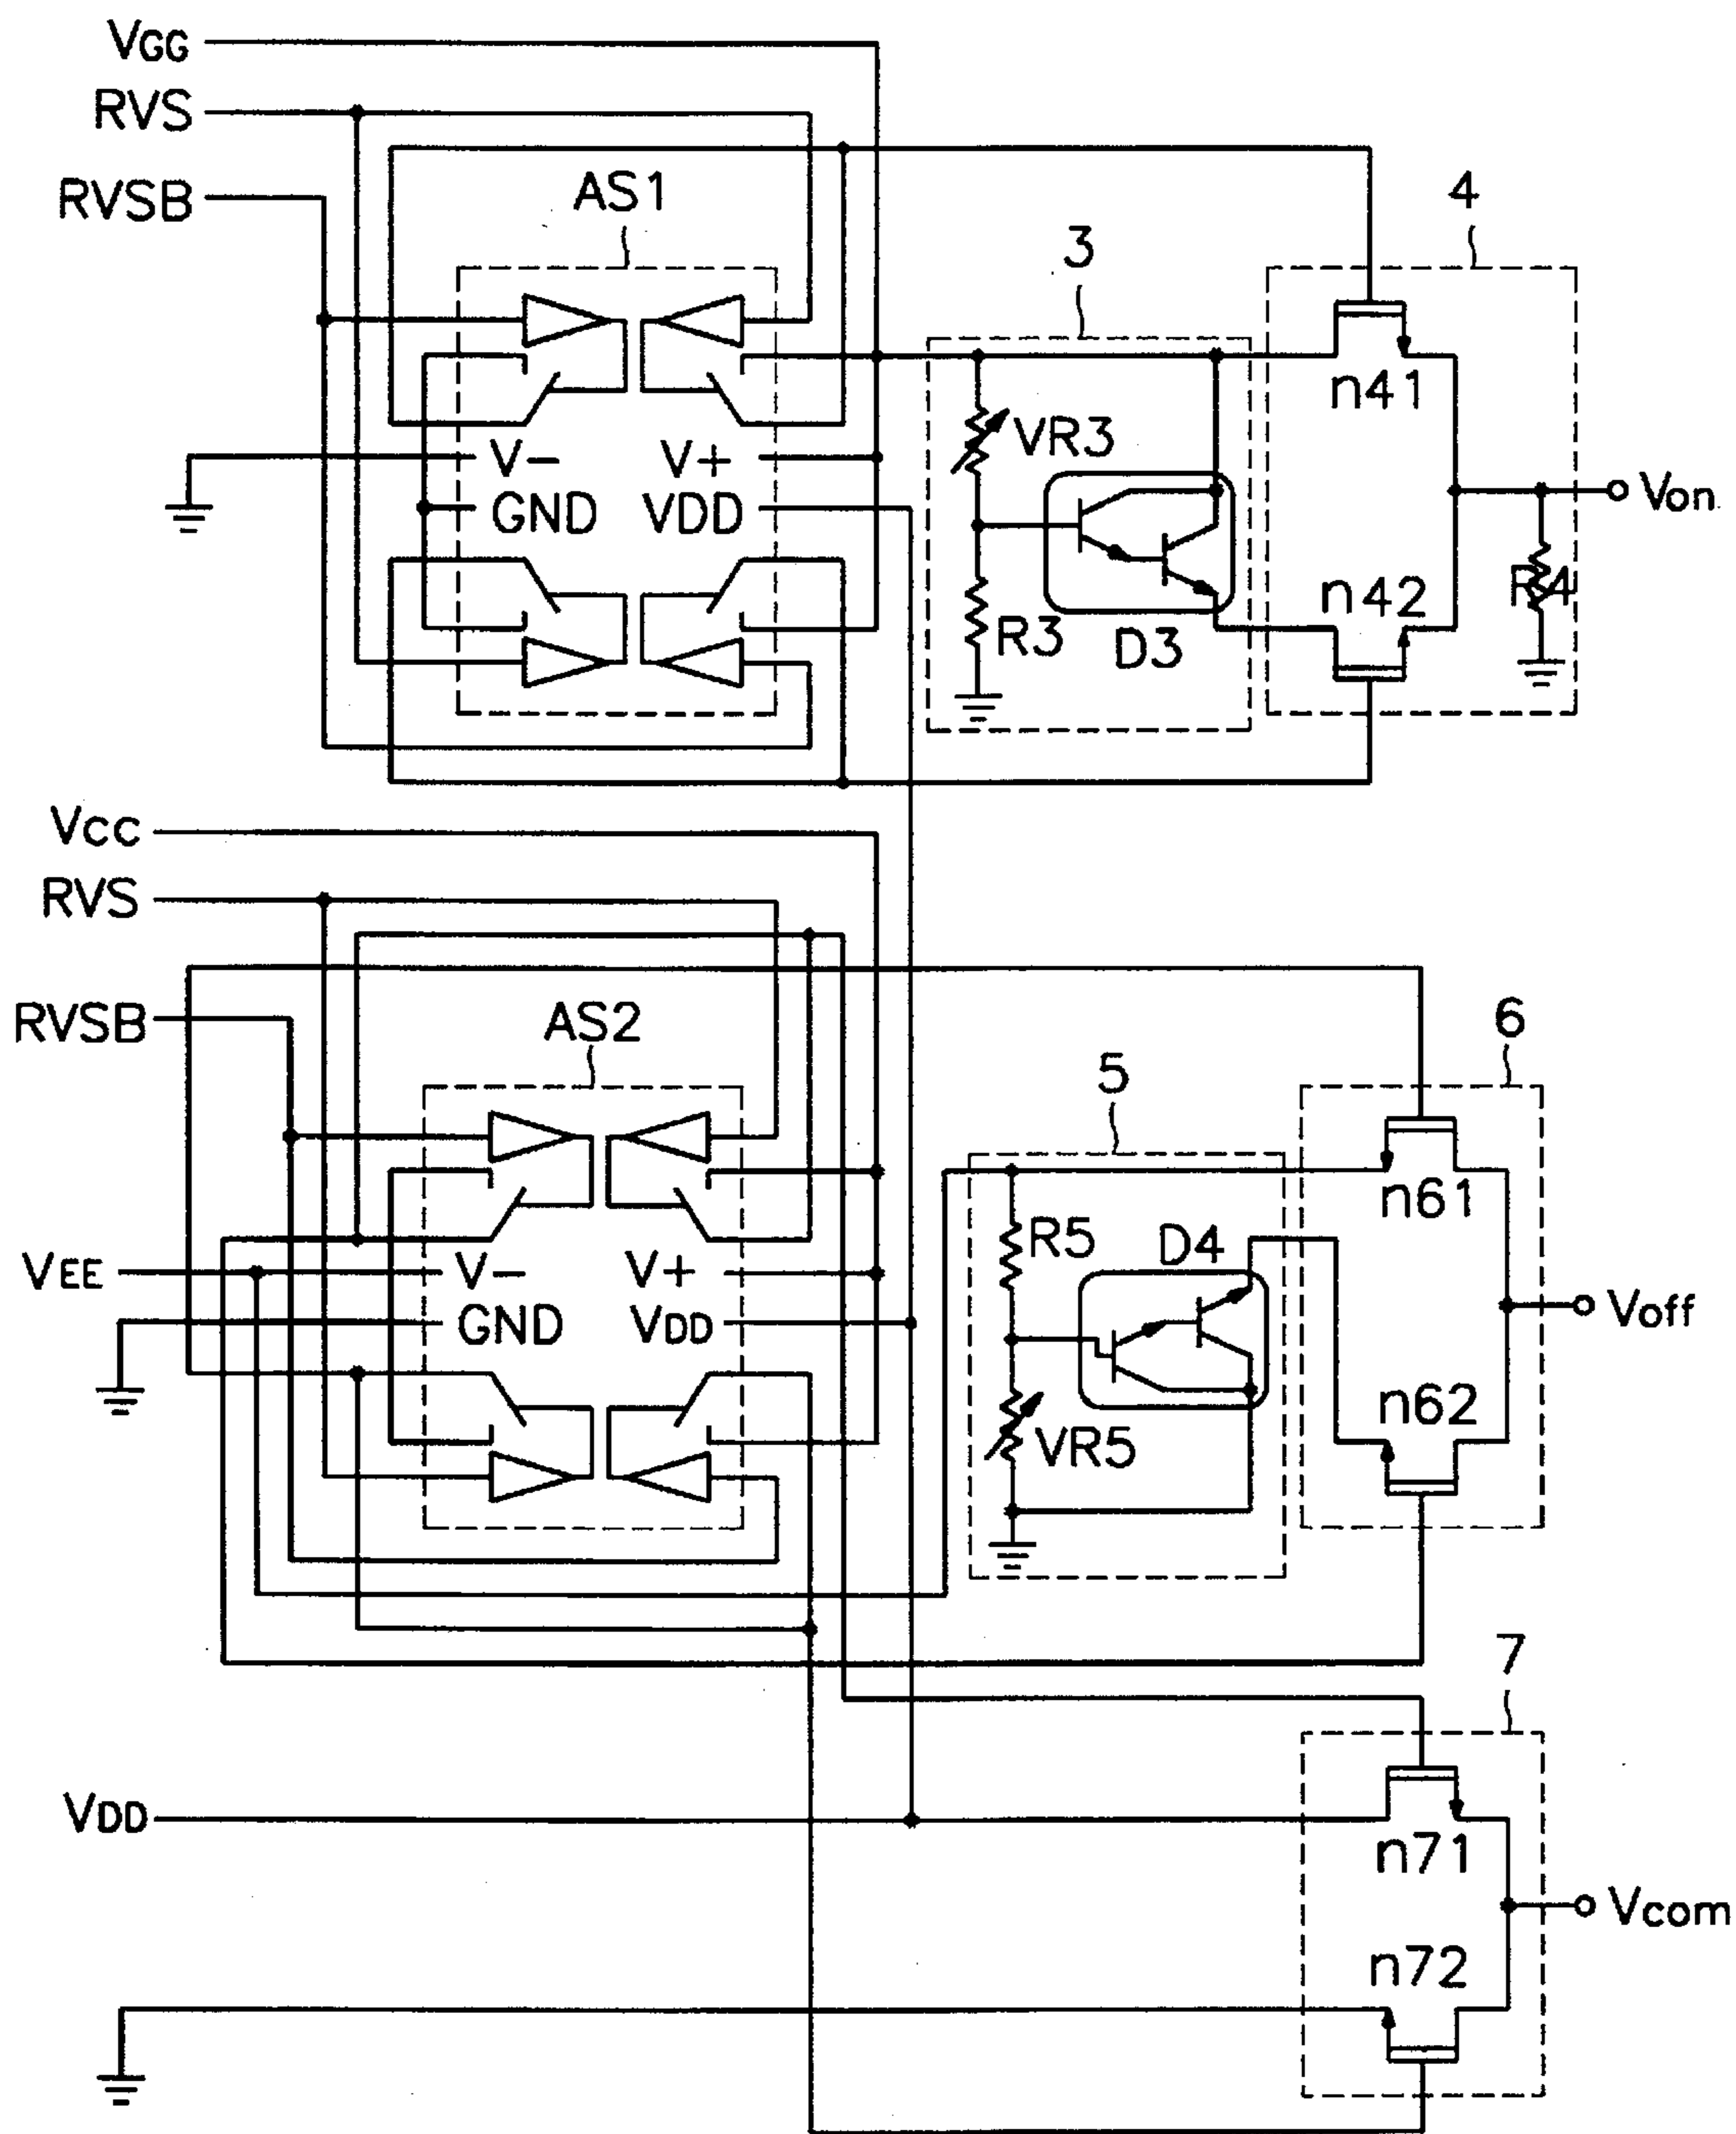 VGG
RVS
RVSB
AS1
3
4
n41
VR3
V-
V+
GND
VDD
Von
R4
n42
R3
D3
VCC
RVS
RVSB
AS2
5
6
n61
R5
D4
VEE
V-
V+
GND
VDD
Voff
n62
VR5
7
VDD
n71
Vcom
n72